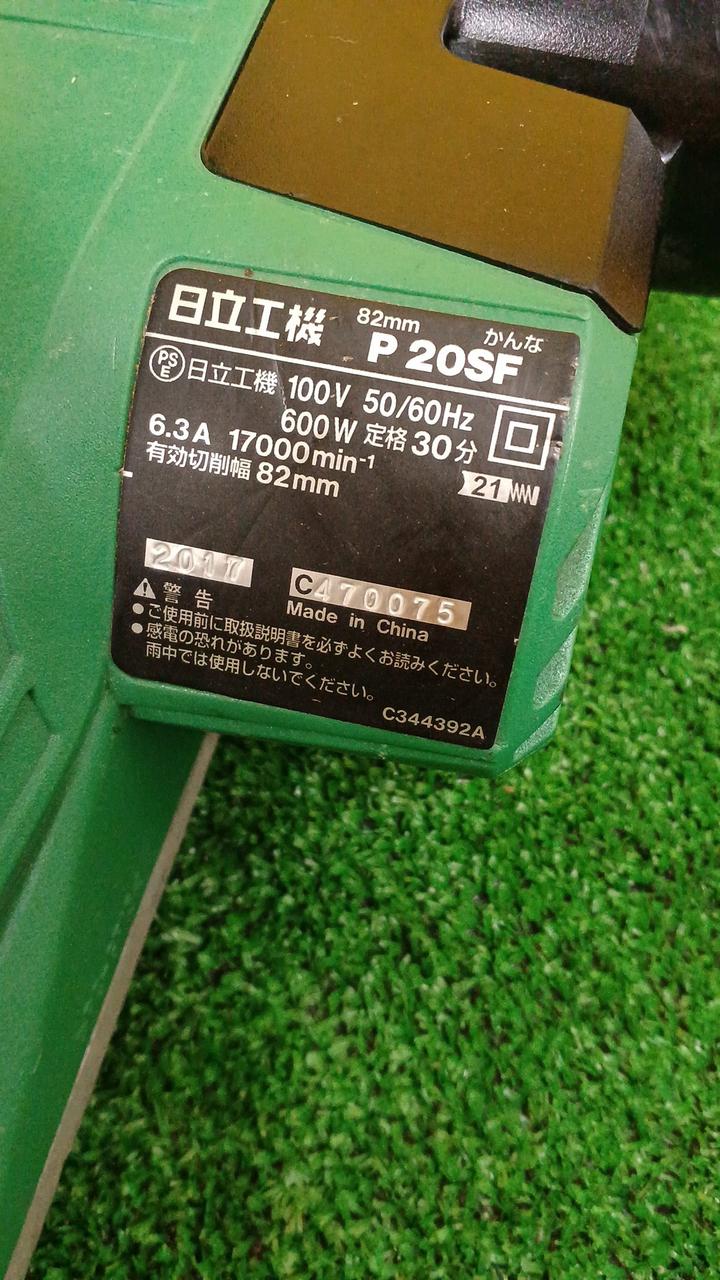 日立工機 82mm かんな
P 20SF
PSE 日立工機 100V 50/60Hz
600W 定格 30分
6.3A 17000min⁻¹
有効切削幅 82mm
21
2017 C470075
Made in China
警告
●ご使用前に取扱説明書を必ずよくお読みください。
●感電の恐れがあります。
雨中では使用しないでください。
C344392A